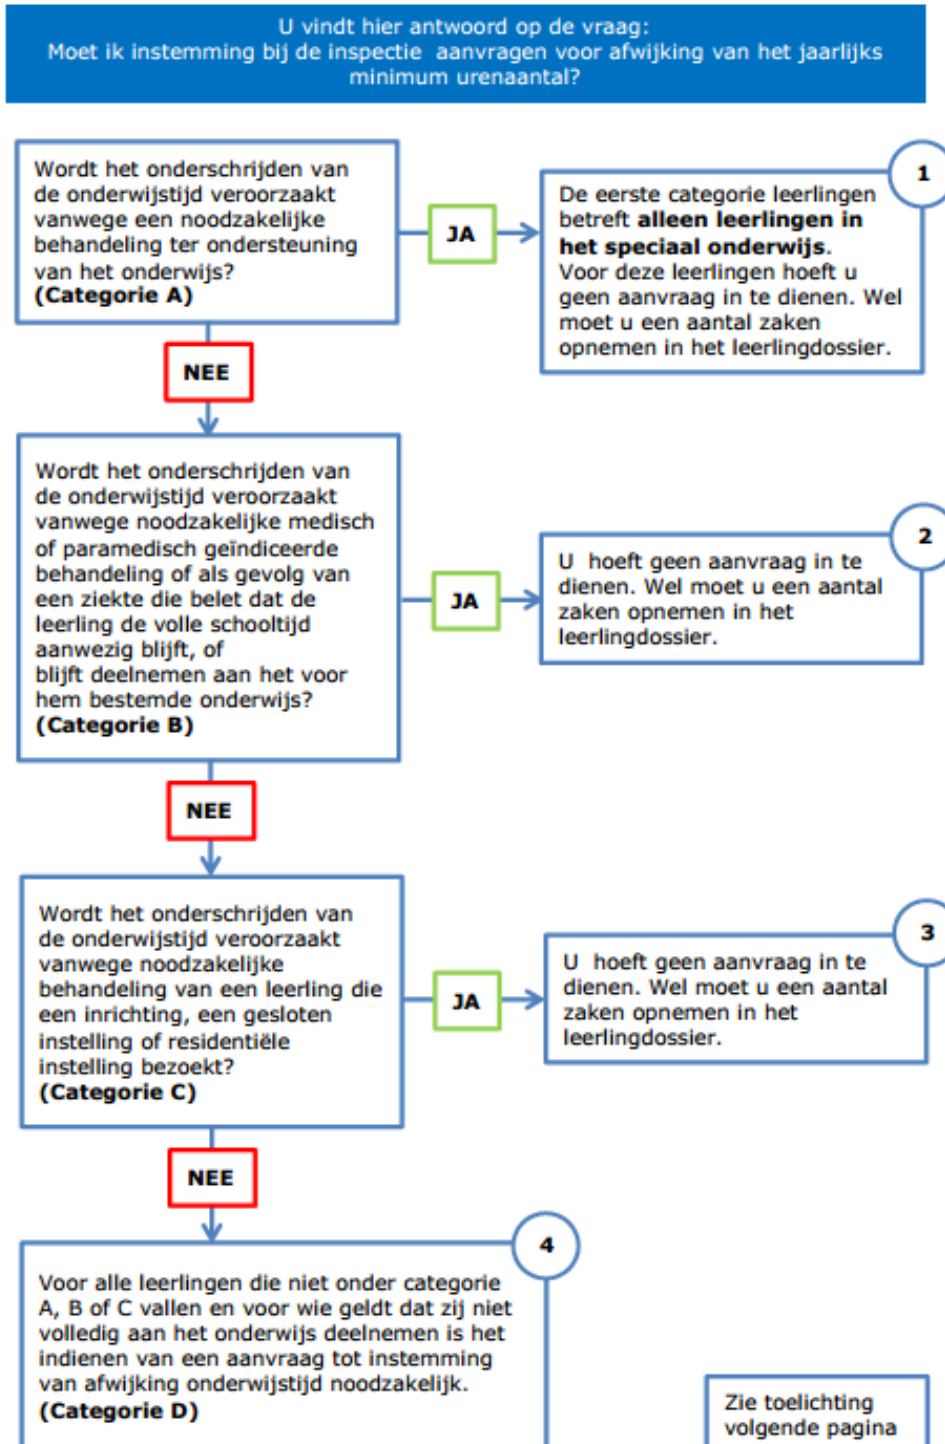 U vindt hier antwoord op de vraag:
Moet ik instemming bij de inspectie aanvragen voor afwijking van het jaarlijks
minimum urenaantal?
Wordt het onderschrijden van
de onderwijstijd veroorzaakt
vanwege een noodzakelijke
behandeling ter ondersteuning
van het onderwijs?
(Categorie A)
JA
1
De eerste categorie leerlingen
betreft alleen leerlingen in
het speciaal onderwijs.
Voor deze leerlingen hoeft u
geen aanvraag in te dienen. Wel
moet u een aantal zaken
opnemen in het leerlingdossier.
NEE
Wordt het onderschrijden van
de onderwijstijd veroorzaakt
vanwege noodzakelijke medisch
of paramedisch geïndiceerde
behandeling of als gevolg van
een ziekte die belet dat de
leerling de volle schooltijd
aanwezig blijft, of
blijft deelnemen aan het voor
hem bestemde onderwijs?
(Categorie B)
JA
2
U hoeft geen aanvraag in te
dienen. Wel moet u een aantal
zaken opnemen in het
leerlingdossier.
NEE
Wordt het onderschrijden van
de onderwijstijd veroorzaakt
vanwege noodzakelijke
behandeling van een leerling die
een inrichting, een gesloten
instelling of residentiële
instelling bezoekt?
(Categorie C)
JA
3
U hoeft geen aanvraag in te
dienen. Wel moet u een aantal
zaken opnemen in het
leerlingdossier.
NEE
4
Voor alle leerlingen die niet onder categorie
A, B of C vallen en voor wie geldt dat zij niet
volledig aan het onderwijs deelnemen is het
indienen van een aanvraag tot instemming
van afwijking onderwijstijd noodzakelijk.
(Categorie D)
Zie toelichting
volgende pagina